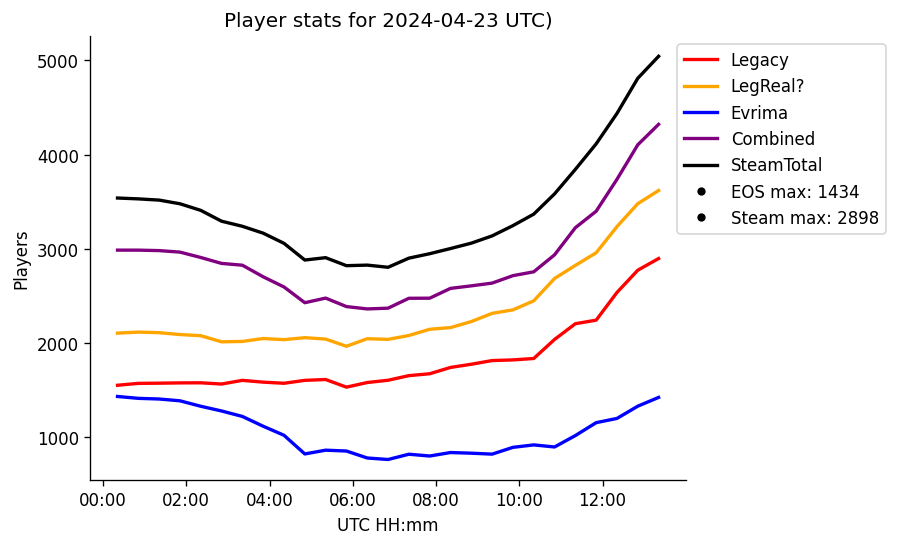 Player stats for 2024-04-23 UTC)
5000
4000
3000
2000
1000
Players
00:00 02:00 04:00 06:00 08:00 10:00 12:00
UTC HH:mm
Legacy
LegReal?
Evrima
Combined
SteamTotal
EOS max: 1434
Steam max: 2898